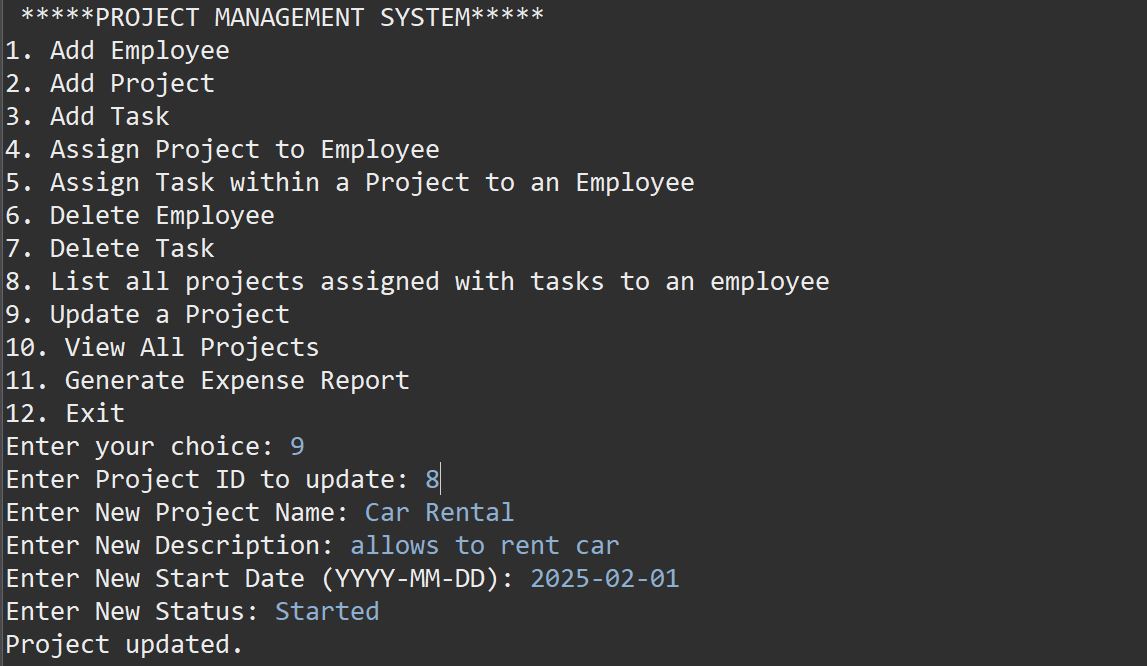 *****PROJECT MANAGEMENT SYSTEM*****
1. Add Employee
2. Add Project
3. Add Task
4. Assign Project to Employee
5. Assign Task within a Project to an Employee
6. Delete Employee
7. Delete Task
8. List all projects assigned with tasks to an employee
9. Update a Project
10. View All Projects
11. Generate Expense Report
12. Exit
Enter your choice: 9
Enter Project ID to update: 8
Enter New Project Name: Car Rental
Enter New Description: allows to rent car
Enter New Start Date (YYYY-MM-DD): 2025-02-01
Enter New Status: Started
Project updated.